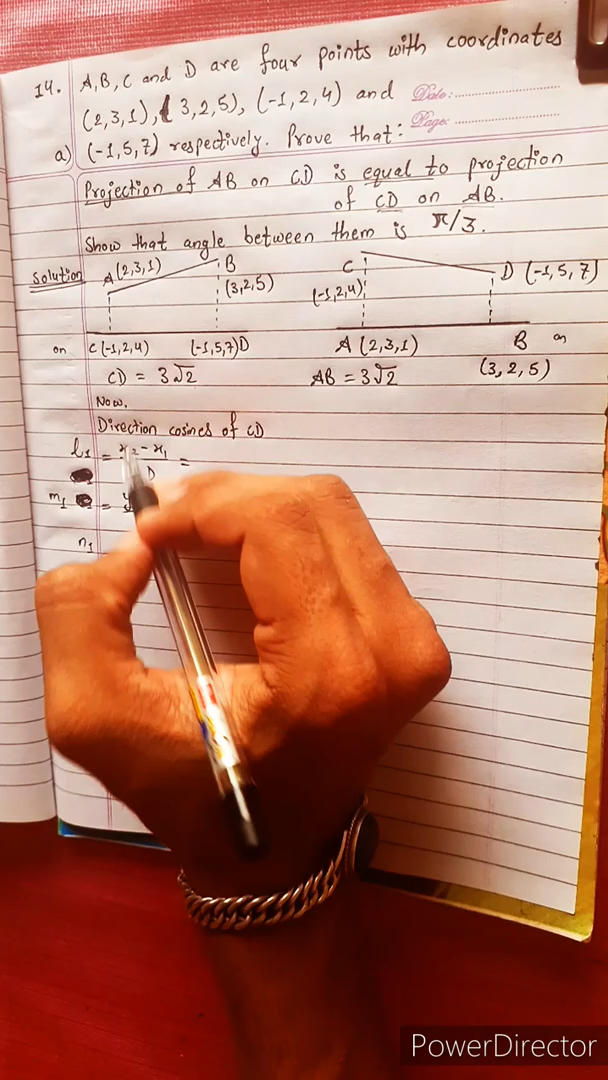 14. A, B, C and D are four points with coordinates
(2,3,1), (3,2,5), (-1,2,4) and
Date:
Page:
a) (-1,5,7) respectively. Prove that:
Projection of AB on CD is equal to projection
of CD on AB.
Show that angle between them is π/3.
Solution
A (2,3,1)
B
(3,2,5)
C
(-1,2,4)
D (-1,5,7)
on C(-1,2,4) (-1,5,7)D
A (2,3,1) B on
(3,2,5)
CD = 3√2
AB = 3√2
Now,
Direction cosines of CD
l₁ = x₂ - x₁ / D =
m₁ =
n₁
PowerDirector